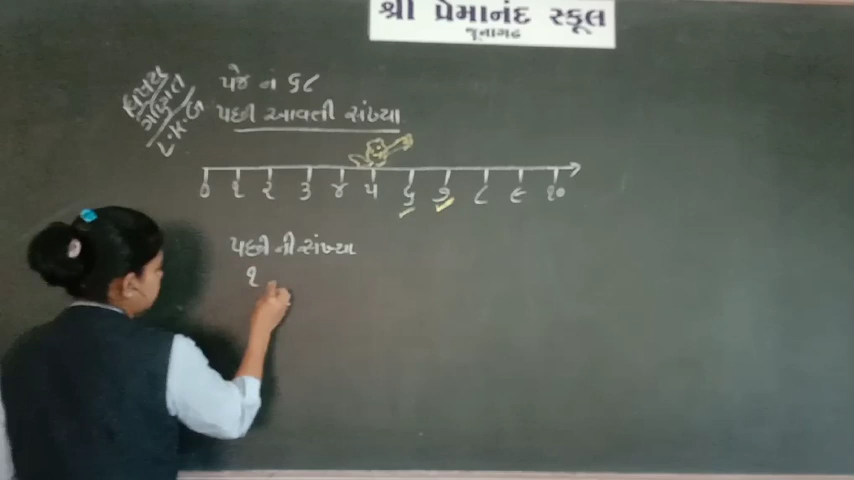 શ્રી પ્રેમાનંદ સ્કૂલ
જૂનાગઢ
વિષય
ગણિત
L.K.G
પેજ નં ૬૮
પછી આવતી સંખ્યા
૦ ૧ ૨ ૩ ૪ ૫ ૬ ૭ ૮ ૯ ૧૦
પછી ની સંખ્યા
૧